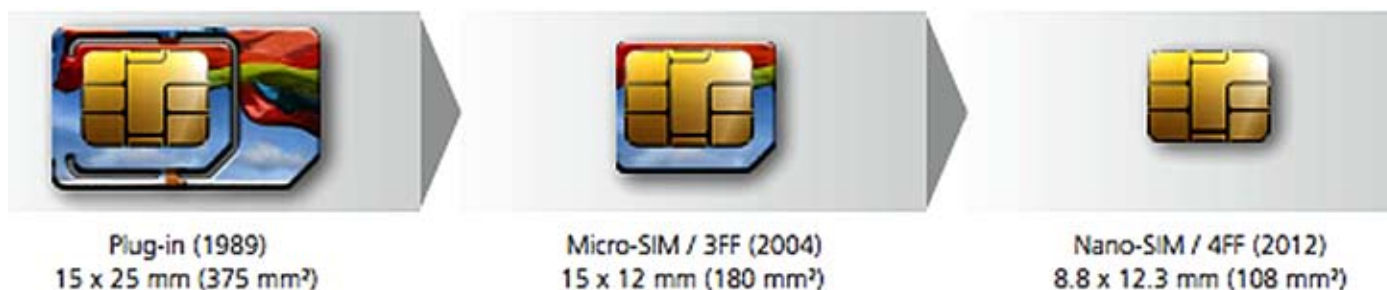 Plug-in (1989)
15 x 25 mm (375 mm²)
Micro-SIM / 3FF (2004)
15 x 12 mm (180 mm²)
Nano-SIM / 4FF (2012)
8.8 x 12.3 mm (108 mm²)